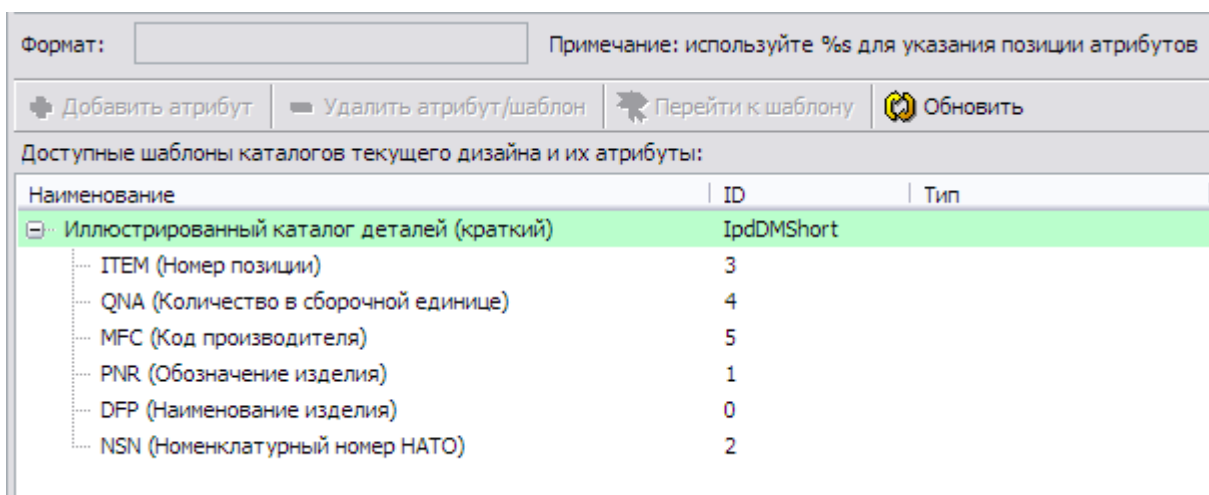 Формат: Примечание: используйте %s для указания позиции атрибутов
Добавить атрибут Удалить атрибут/шаблон Перейти к шаблону Обновить
Доступные шаблоны каталогов текущего дизайна и их атрибуты:
Наименование ID Тип
Иллюстрированный каталог деталей (краткий) IpdDMShort
ITEM (Номер позиции) 3
QNA (Количество в сборочной единице) 4
MFC (Код производителя) 5
PNR (Обозначение изделия) 1
DFP (Наименование изделия) 0
NSN (Номенклатурный номер НАТО) 2